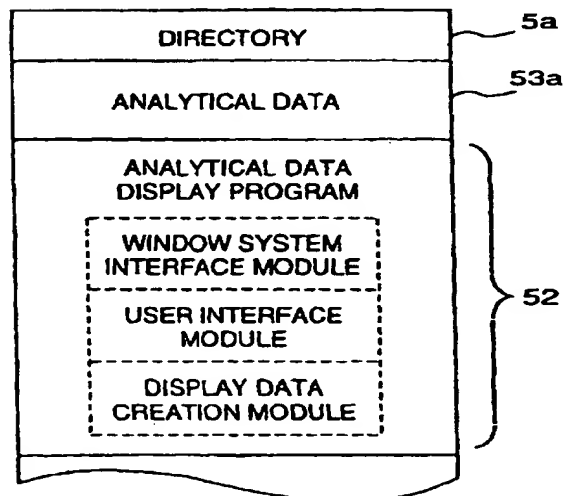 DIRECTORY
5a
ANALYTICAL DATA
53a
ANALYTICAL DATA
DISPLAY PROGRAM
WINDOW SYSTEM
INTERFACE MODULE
USER INTERFACE
MODULE
DISPLAY DATA
CREATION MODULE
52